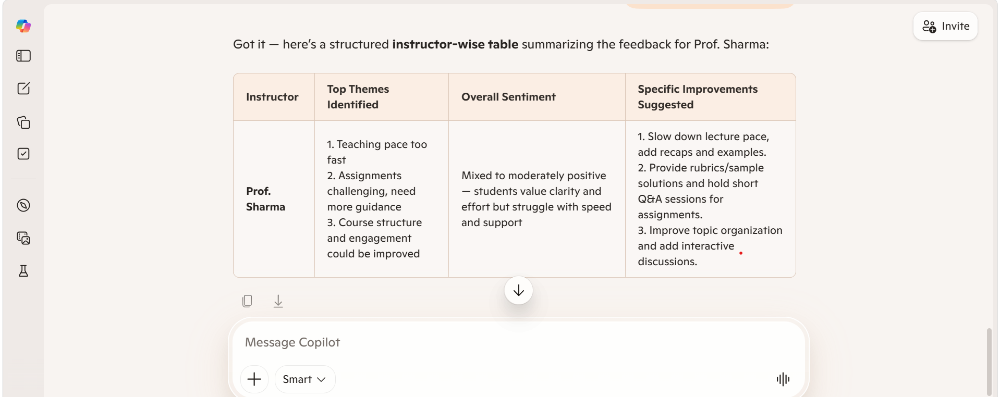 Invite
Got it — here's a structured instructor-wise table summarizing the feedback for Prof. Sharma:
Instructor
Top Themes
Identified
Overall Sentiment
Specific Improvements
Suggested
Prof.
Sharma
1. Teaching pace too
fast
2. Assignments
challenging, need
more guidance
3. Course structure
and engagement
could be improved
Mixed to moderately positive
— students value clarity and
effort but struggle with speed
and support
1. Slow down lecture pace,
add recaps and examples.
2. Provide rubrics/sample
solutions and hold short
Q&A sessions for
assignments.
3. Improve topic organization
and add interactive
discussions.
Message Copilot
Smart